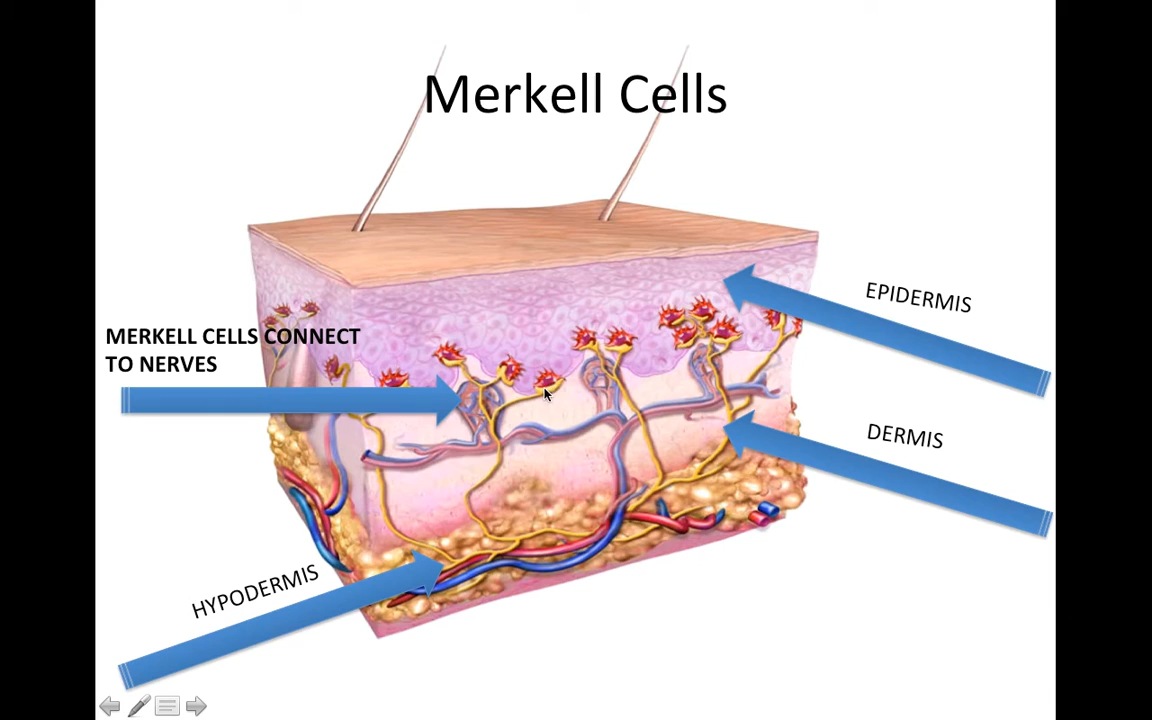 Merkell Cells
EPIDERMIS
MERKELL CELLS CONNECT
TO NERVES
DERMIS
HYPODERMIS